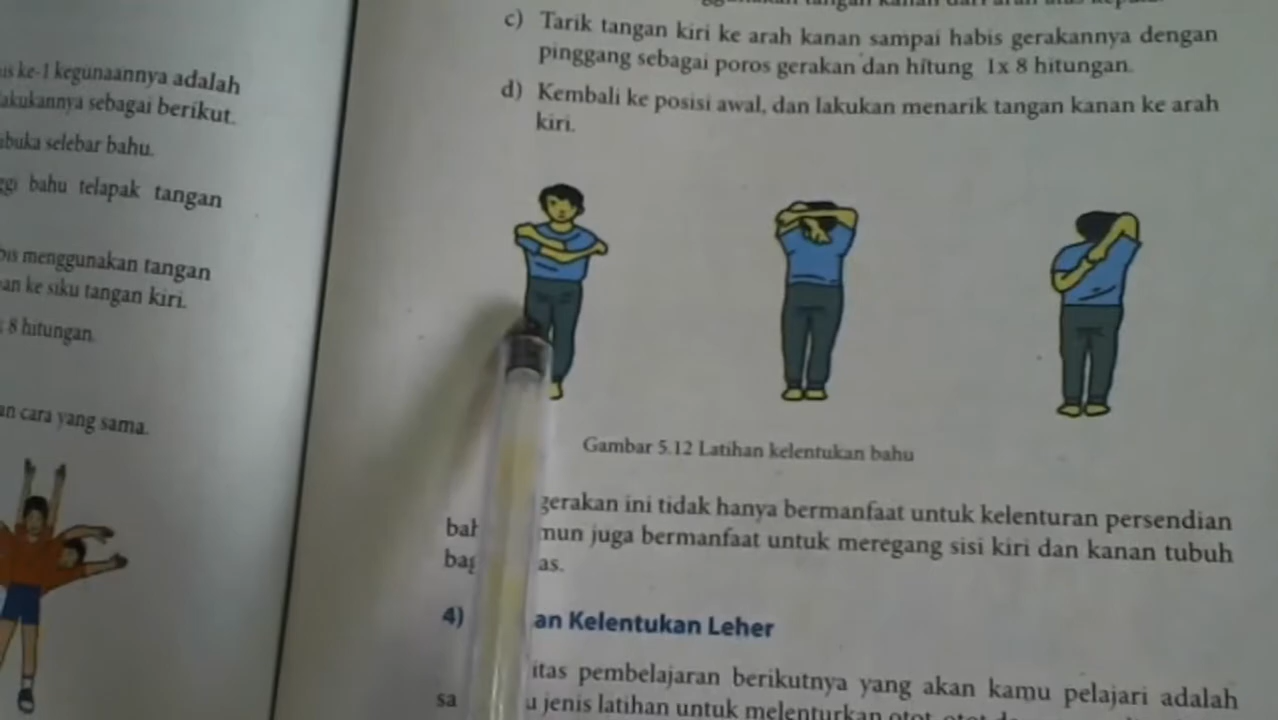 is ke-1 kegunaannya adalah
lakukannya sebagai berikut.
buka selebar bahu.
bahu telapak tangan
bis menggunakan tangan
an ke siku tangan kiri.
8 hitungan.
an cara yang sama.
c) Tarik tangan kiri ke arah kanan sampai habis gerakannya dengan
pinggang sebagai poros gerakan dan hitung 1x 8 hitungan.
d) Kembali ke posisi awal, dan lakukan menarik tangan kanan ke arah
kiri.
Gambar 5.12 Latihan kelentukan bahu
gerakan ini tidak hanya bermanfaat untuk kelenturan persendian
bah mun juga bermanfaat untuk meregang sisi kiri dan kanan tubuh
bag as.
4) an Kelentukan Leher
itas pembelajaran berikutnya yang akan kamu pelajari adalah
sa u jenis latihan untuk melenturkan otot-otot